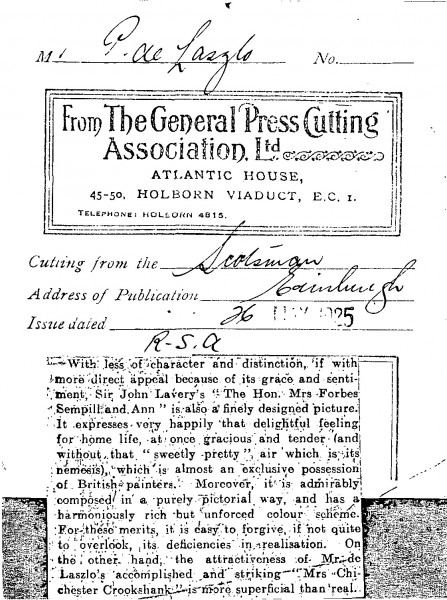 Mr P. de Laszlo No.
From The General Press Cutting
Association, Ltd.
ATLANTIC HOUSE,
45-50, HOLBORN VIADUCT, E.C. 1.
TELEPHONE: HOLBORN 4815.
Cutting from the Scotsman
Address of Publication Edinburgh
Issue dated 26 MAY 1925
R.S.A
With less of character and distinction, if with
more direct appeal because of its grace and senti-
ment, Sir John Lavery's "The Hon. Mrs Forbes
Sempill and Ann" is also a finely designed picture.
It expresses very happily that delightful feeling
for home life, at once gracious and tender (and
without that "sweetly pretty" air which is its
nemesis), which is almost an exclusive possession
of British painters. Moreover, it is admirably
composed in a purely pictorial way, and has a
harmoniously rich but unforced colour scheme.
For these merits, it is easy to forgive, if not quite
to overlook, its deficiencies in realisation. On
the other hand, the attractiveness of Mr de
Laszlo's accomplished and striking "Mrs Chi-
chester Crookshank" is more superficial than real.